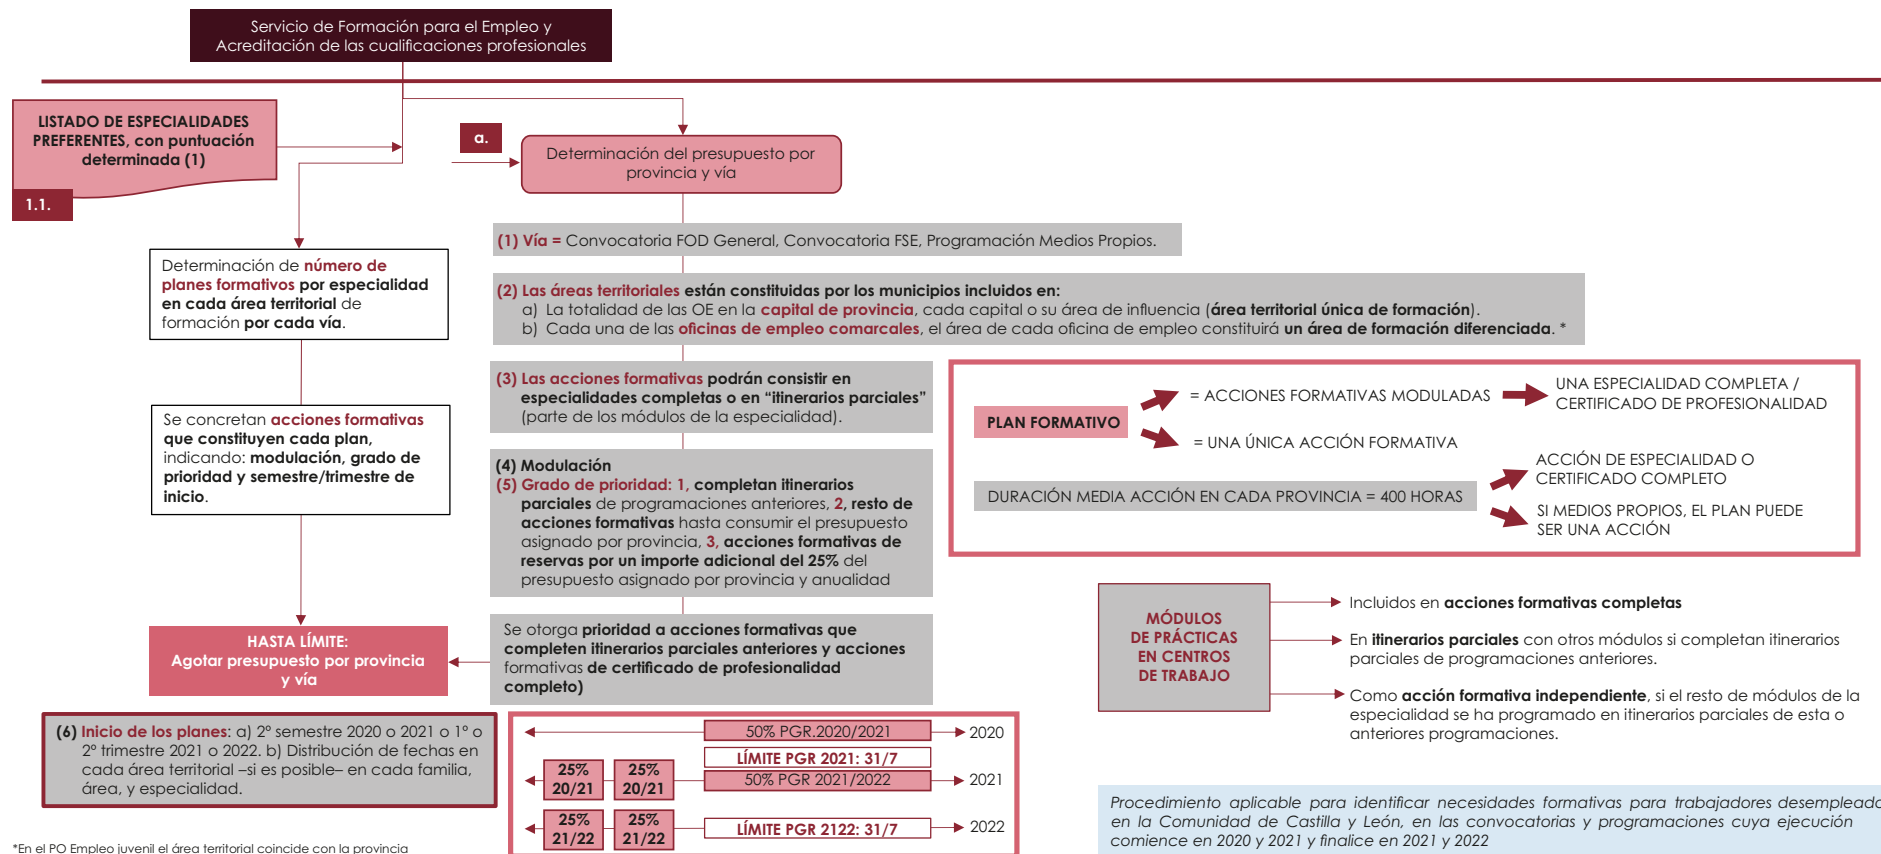 Servicio de Formación para el Empleo y
Acreditación de las cualificaciones profesionales
LISTADO DE ESPECIALIDADES
PREFERENTES, con puntuación
determinada (1)
1.1.
a.
Determinación del presupuesto por
provincia y vía
Determinación de número de
planes formativos por especialidad
en cada área territorial de
formación por cada vía.
Se concretan acciones formativas
que constituyen cada plan,
indicando: modulación, grado de
prioridad y semestre/trimestre de
inicio.
HASTA LÍMITE:
Agotar presupuesto por provincia
y vía
(1) Vía = Convocatoria FOD General, Convocatoria FSE, Programación Medios Propios.
(2) Las áreas territoriales están constituidas por los municipios incluidos en:
a) La totalidad de las OE en la capital de provincia, cada capital o su área de influencia (área territorial única de formación).
b) Cada una de las oficinas de empleo comarcales, el área de cada oficina de empleo constituirá un área de formación diferenciada. *
(3) Las acciones formativas podrán consistir en
especialidades completas o en “itinerarios parciales”
(parte de los módulos de la especialidad).
(4) Modulación
(5) Grado de prioridad: 1, completan itinerarios
parciales de programaciones anteriores, 2, resto de
acciones formativas hasta consumir el presupuesto
asignado por provincia, 3, acciones formativas de
reservas por un importe adicional del 25% del
presupuesto asignado por provincia y anualidad
Se otorga prioridad a acciones formativas que
completen itinerarios parciales anteriores y acciones
formativas de certificado de profesionalidad
completo)
PLAN FORMATIVO
= ACCIONES FORMATIVAS MODULADAS
UNA ESPECIALIDAD COMPLETA /
CERTIFICADO DE PROFESIONALIDAD
= UNA ÚNICA ACCIÓN FORMATIVA
DURACIÓN MEDIA ACCIÓN EN CADA PROVINCIA = 400 HORAS
ACCIÓN DE ESPECIALIDAD O
CERTIFICADO COMPLETO
SI MEDIOS PROPIOS, EL PLAN PUEDE
SER UNA ACCIÓN
MÓDULOS
DE PRÁCTICAS
EN CENTROS
DE TRABAJO
Incluidos en acciones formativas completas
En itinerarios parciales con otros módulos si completan itinerarios
parciales de programaciones anteriores.
Como acción formativa independiente, si el resto de módulos de la
especialidad se ha programado en itinerarios parciales de esta o
anteriores programaciones.
(6) Inicio de los planes: a) 2º semestre 2020 o 2021 o 1º o
2º trimestre 2021 o 2022. b) Distribución de fechas en
cada área territorial –si es posible– en cada familia,
área, y especialidad.
50% PGR.2020/2021
2020
LÍMITE PGR 2021: 31/7
25%
20/21
25%
20/21
50% PGR 2021/2022
2021
25%
21/22
25%
21/22
LÍMITE PGR 2122: 31/7
2022
Procedimiento aplicable para identificar necesidades formativas para trabajadores desempleado
en la Comunidad de Castilla y León, en las convocatorias y programaciones cuya ejecución
comience en 2020 y 2021 y finalice en 2021 y 2022
*En el PO Empleo juvenil el área territorial coincide con la provincia